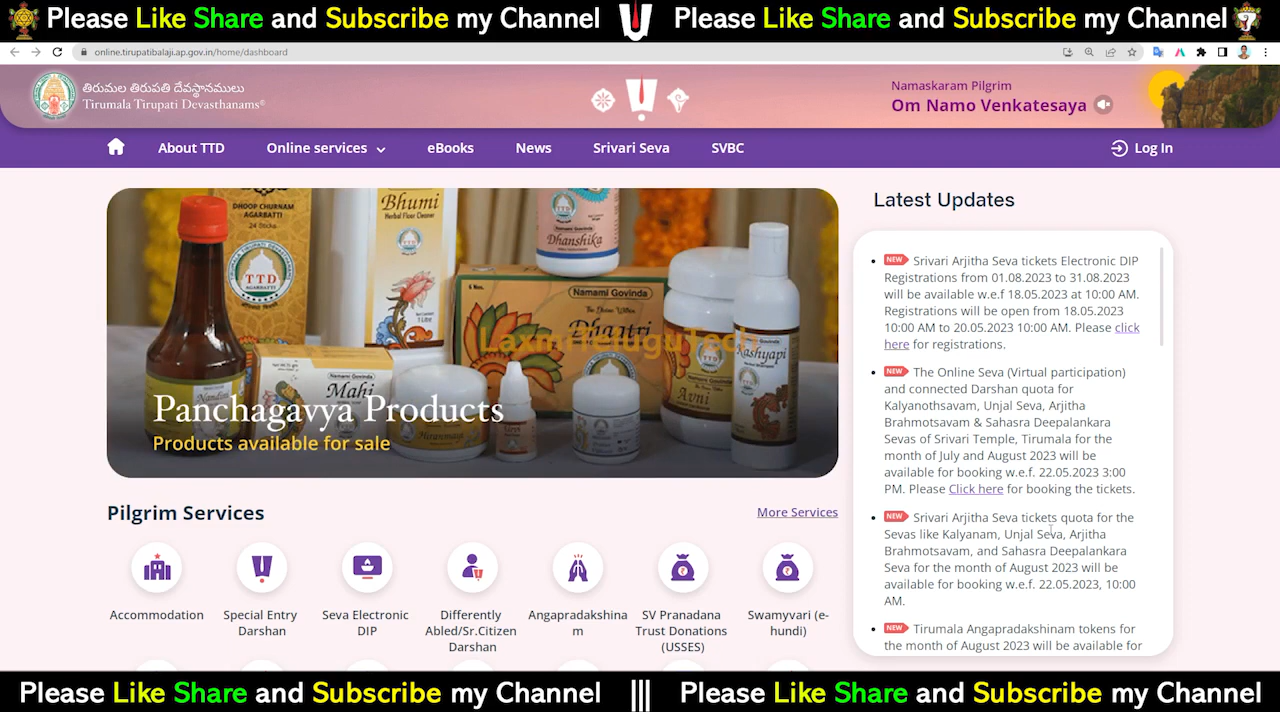 Please Like Share and Subscribe my Channel
Please Like Share and Subscribe my Channel
online.tirupatibalaji.ap.gov.in/home/dashboard
తిరుమల తిరుపతి దేవస్థానములు
Tirumala Tirupati Devasthanams®
Namaskaram Pilgrim
Om Namo Venkatesaya
About TTD
Online services
eBooks
News
Srivari Seva
SVBC
Log In
DHOOP CHURNAM
AGARBATTI
24 Sticks
TTD
AGARBATTI
Bhumi
Herbal Floor Cleaner
Dhanshika
Namami Govinda
Dhaatri
Namami Govinda
Mahi
Kashyapi
Avni
Hiranmayi
LaxmiTeluguTech
Panchagavya Products
Products available for sale
Latest Updates
NEW Srivari Arjitha Seva tickets Electronic DIP
Registrations from 01.08.2023 to 31.08.2023
will be available w.e.f 18.05.2023 at 10:00 AM.
Registrations will be open from 18.05.2023
10:00 AM to 20.05.2023 10:00 AM. Please click
here for registrations.
NEW The Online Seva (Virtual participation)
and connected Darshan quota for
Kalyanothsavam, Unjal Seva, Arjitha
Brahmotsavam & Sahasra Deepalankara
Sevas of Srivari Temple, Tirumala for the
month of July and August 2023 will be
available for booking w.e.f. 22.05.2023 3:00
PM. Please Click here for booking the tickets.
NEW Srivari Arjitha Seva tickets quota for the
Sevas like Kalyanam, Unjal Seva, Arjitha
Brahmotsavam, and Sahasra Deepalankara
Seva for the month of August 2023 will be
available for booking w.e.f. 22.05.2023, 10:00
AM.
NEW Tirumala Angapradakshinam tokens for
the month of August 2023 will be available for
Pilgrim Services
More Services
Accommodation
Special Entry
Darshan
Seva Electronic
DIP
Differently
Abled/Sr.Citizen
Darshan
Angapradakshina
m
SV Pranadana
Trust Donations
(USSES)
Swamyvari (e-
hundi)
Please Like Share and Subscribe my Channel
|||
Please Like Share and Subscribe my Channel